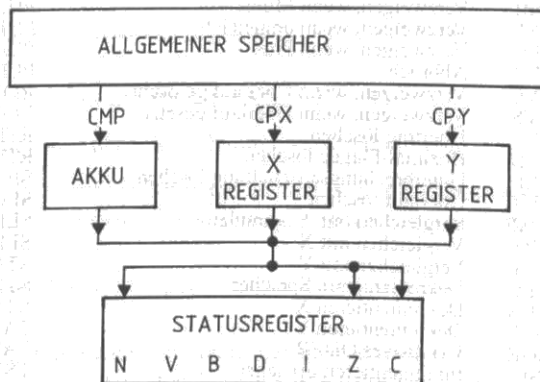 ALLGEMEINER SPEICHER
CMP CPX CPY
AKKU X REGISTER Y REGISTER
STATUSREGISTER
N V B D I Z C